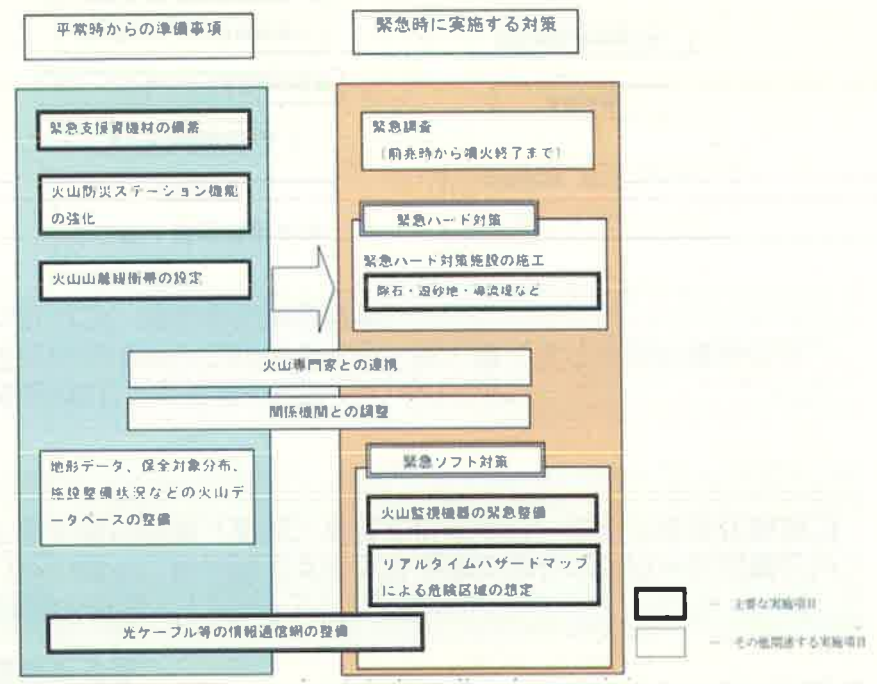 平常時からの準備事項
緊急時に実施する対策
緊急支援資機材の備蓄
火山防災ステーション機能
の強化
火山山麓緩衝帯の設定
緊急調査
（前兆時から噴火終了まで）
緊急ハード対策
緊急ハード対策施設の施工
除石・遊砂地・導流堤など
火山専門家との連携
関係機関との調整
地形データ、保全対象分布、
施設整備状況などの火山デ
ータベースの整備
緊急ソフト対策
火山監視機器の緊急整備
リアルタイムハザードマップ
による危険区域の想定
光ケーブル等の情報通信網の整備
― 主要な実施項目
― その他関連する実施項目